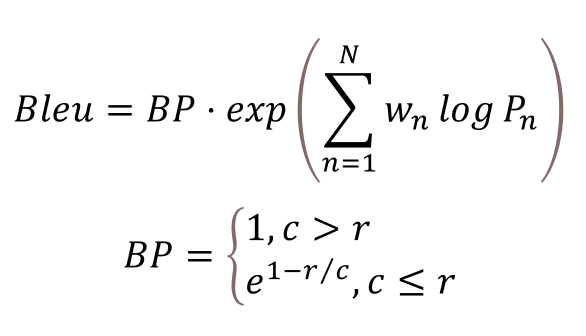 Bleu = BP · exp(∑_{n=1}^{N} w_n log P_n)
BP = {1, c > r
e^{1−r/c}, c ≤ r